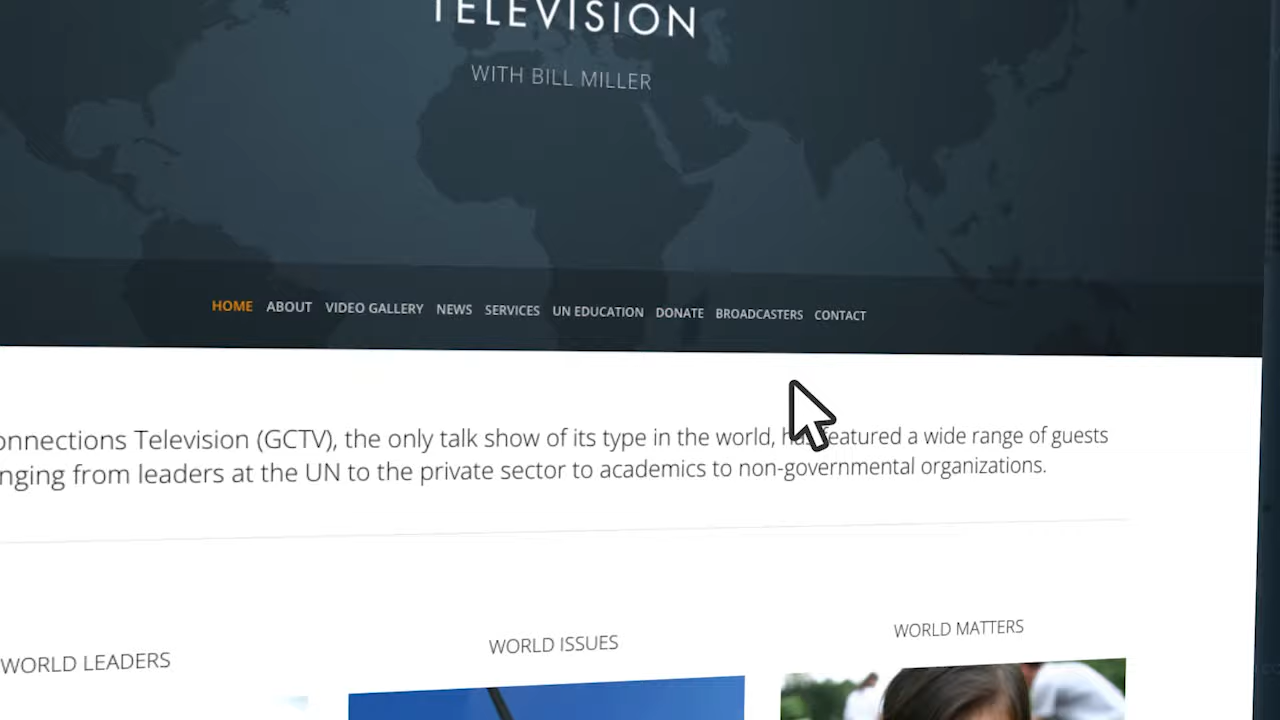 TELEVISION
WITH BILL MILLER
HOME ABOUT VIDEO GALLERY NEWS SERVICES UN EDUCATION DONATE BROADCASTERS CONTACT
onnections Television (GCTV), the only talk show of its type in the world, has featured a wide range of guests
nging from leaders at the UN to the private sector to academics to non-governmental organizations.
WORLD LEADERS WORLD ISSUES WORLD MATTERS